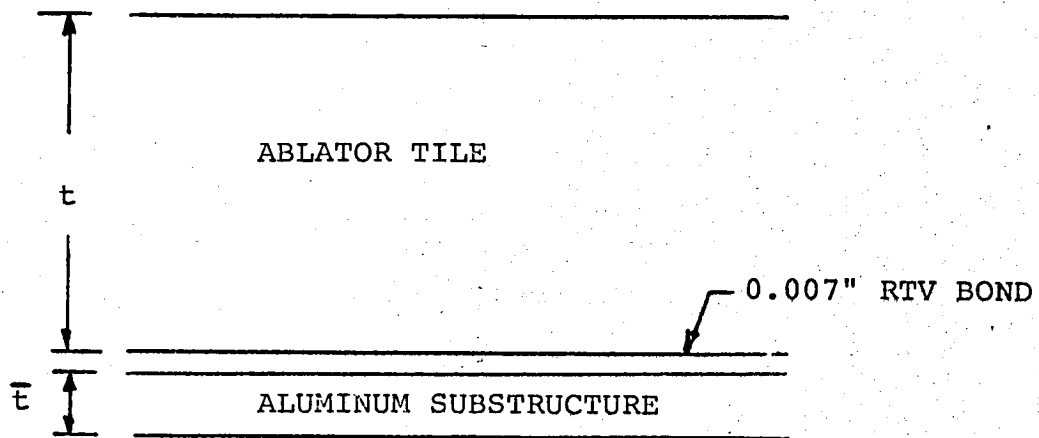 ABLATOR TILE
t
0.007" RTV BOND
t̅
ALUMINUM SUBSTRUCTURE